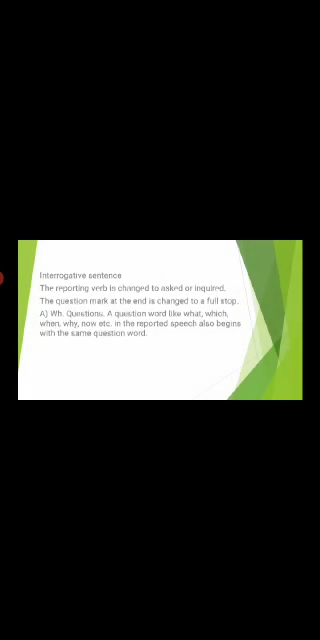 Interrogative sentence
The reporting verb is changed to asked or inquired.
The question mark at the end is changed to a full stop.
A) Wh. Questions. A question word like what, which,
when, why, now etc. in the reported speech also begins
with the same question word.